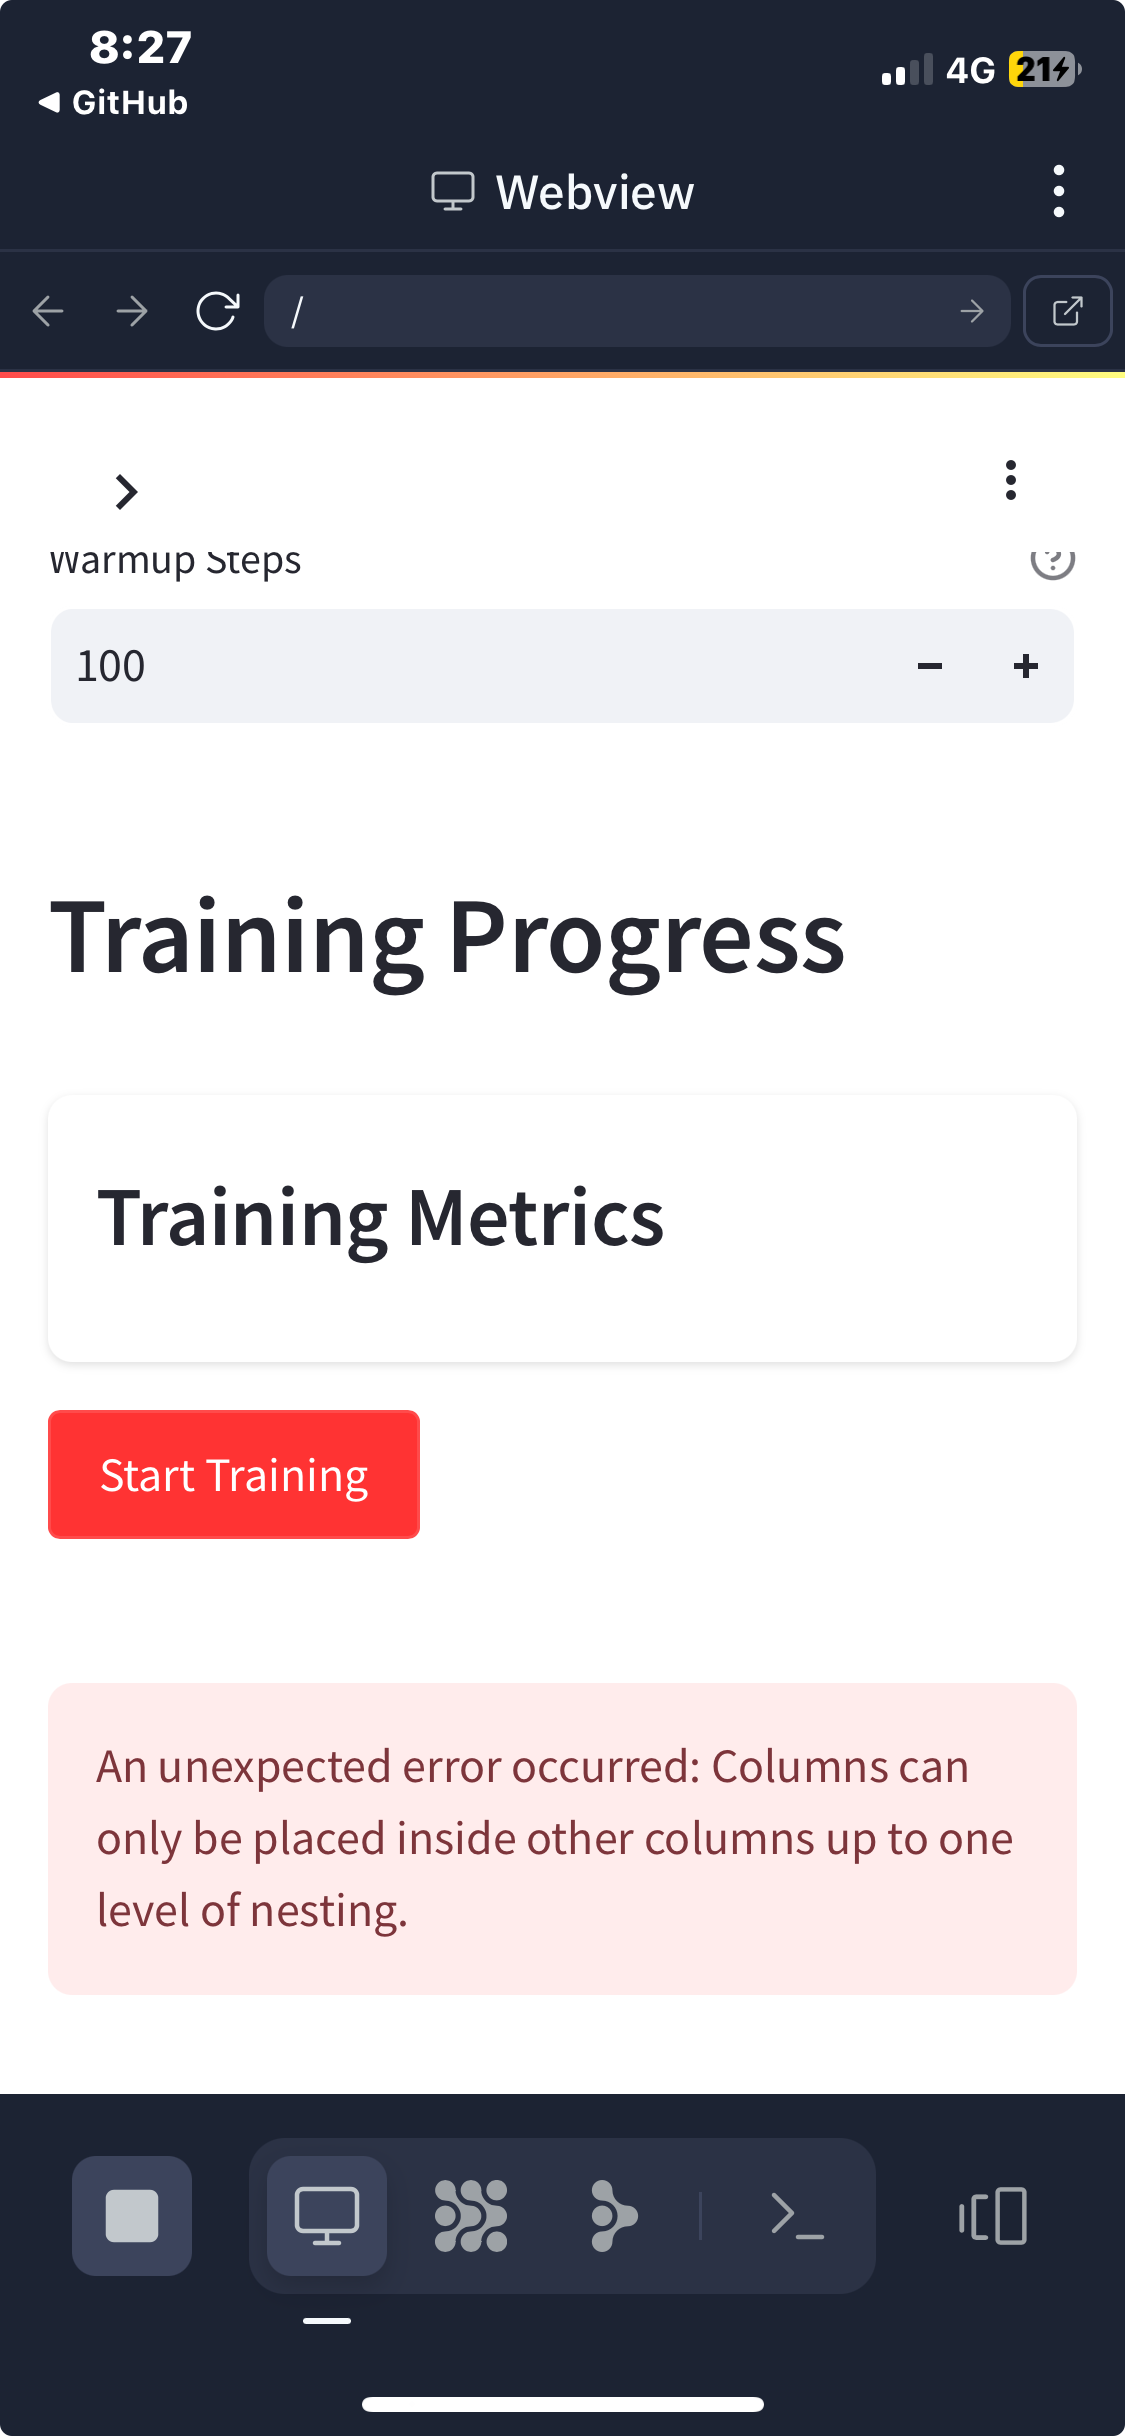 8:27
4G
21
GitHub
Webview
/
Warmup Steps
100
Training Progress
Training Metrics
Start Training
An unexpected error occurred: Columns can
only be placed inside other columns up to one
level of nesting.